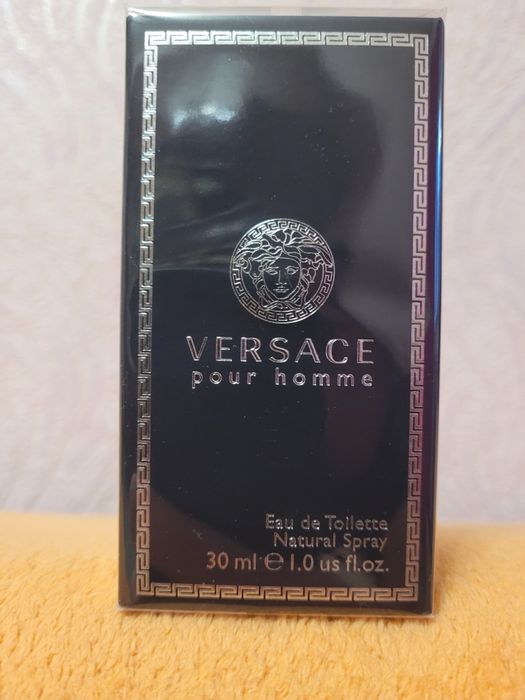 VERSACE
pour homme
Eau de Toilette
Natural Spray
30 ml ℮ 1.0 us fl.oz.